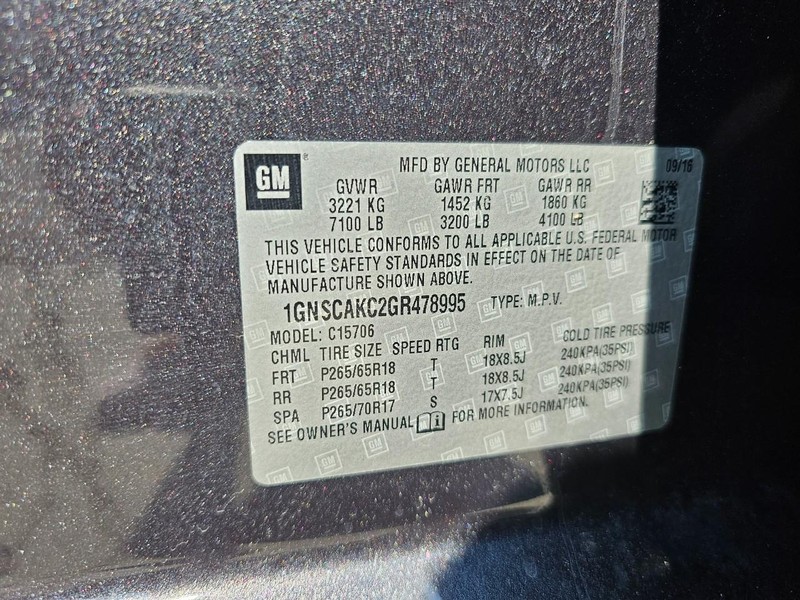 GM MFD BY GENERAL MOTORS LLC 09/16
GVWR GAWR FRT GAWR RR
3221 KG 1452 KG 1860 KG
7100 LB 3200 LB 4100 LB
THIS VEHICLE CONFORMS TO ALL APPLICABLE U.S. FEDERAL MOTOR
VEHICLE SAFETY STANDARDS IN EFFECT ON THE DATE OF
MANUFACTURE SHOWN ABOVE.
1GNSCAKC2GR478995 TYPE: M.P.V.
MODEL: C15706
CHML TIRE SIZE SPEED RTG RIM COLD TIRE PRESSURE
FRT P265/65R18 T 18X8.5J 240KPA(35PSI)
RR P265/65R18 T 18X8.5J 240KPA(35PSI)
SPA P265/70R17 S 17X7.5J 240KPA(35PSI)
SEE OWNER'S MANUAL FOR MORE INFORMATION.